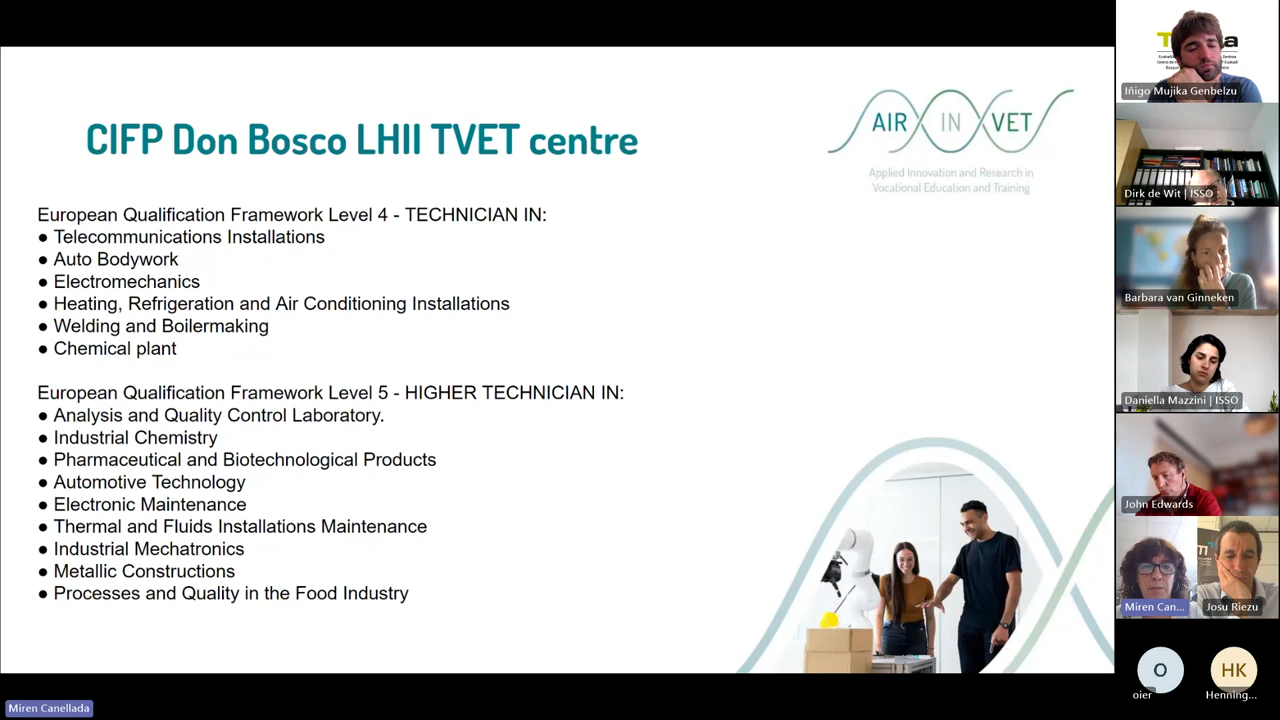 CIFP Don Bosco LHII TVET centre
AIR IN VET
Applied Innovation and Research in
Vocational Education and Training
European Qualification Framework Level 4 - TECHNICIAN IN:
● Telecommunications Installations
● Auto Bodywork
● Electromechanics
● Heating, Refrigeration and Air Conditioning Installations
● Welding and Boilermaking
● Chemical plant
European Qualification Framework Level 5 - HIGHER TECHNICIAN IN:
● Analysis and Quality Control Laboratory.
● Industrial Chemistry
● Pharmaceutical and Biotechnological Products
● Automotive Technology
● Electronic Maintenance
● Thermal and Fluids Installations Maintenance
● Industrial Mechatronics
● Metallic Constructions
● Processes and Quality in the Food Industry
Miren Canellada
Iñigo Mujika Genbelzu
Dirk de Wit | ISSO
Barbara van Ginneken
Daniella Mazzini | ISSO
John Edwards
Miren Can...
Josu Riezu
O
oier
HK
Henning...